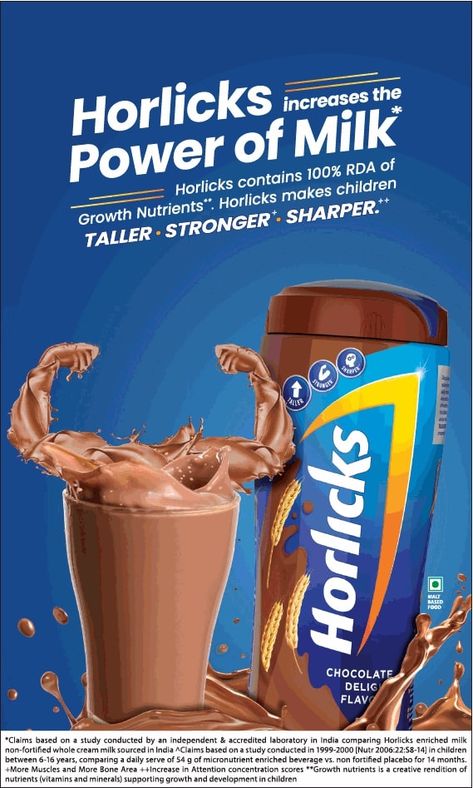 Horlicks increases the
Power of Milk*
Horlicks contains 100% RDA of
Growth Nutrients**. Horlicks makes children
TALLER • STRONGER+ • SHARPER.++
TALLER
STRONGER
SHARPER
Horlicks
MALT
BASED
FOOD
CHOCOLATE
DELIG
FLAV
*Claims based on a study conducted by an independent & accredited laboratory in India comparing Horlicks enriched milk
non-fortified whole cream milk sourced in India ^Claims based on a study conducted in 1999-2000 [Nutr 2006:22:S8-14] in children
between 6-16 years, comparing a daily serve of 54 g of micronutrient enriched beverage vs. non fortified placebo for 14 months.
+More Muscles and More Bone Area ++Increase in Attention concentration scores **Growth nutrients is a creative rendition of
nutrients (vitamins and minerals) supporting growth and development in children